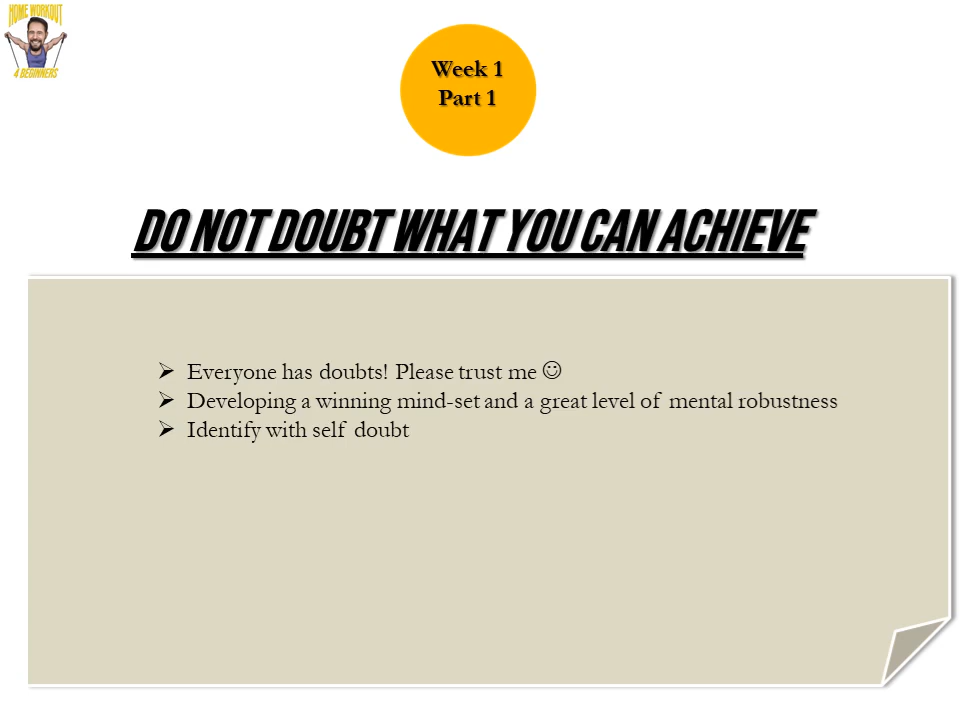 HOME WORKOUT
4 BEGINNERS
Week 1
Part 1
DO NOT DOUBT WHAT YOU CAN ACHIEVE
➢ Everyone has doubts! Please trust me ☺
➢ Developing a winning mind-set and a great level of mental robustness
➢ Identify with self doubt